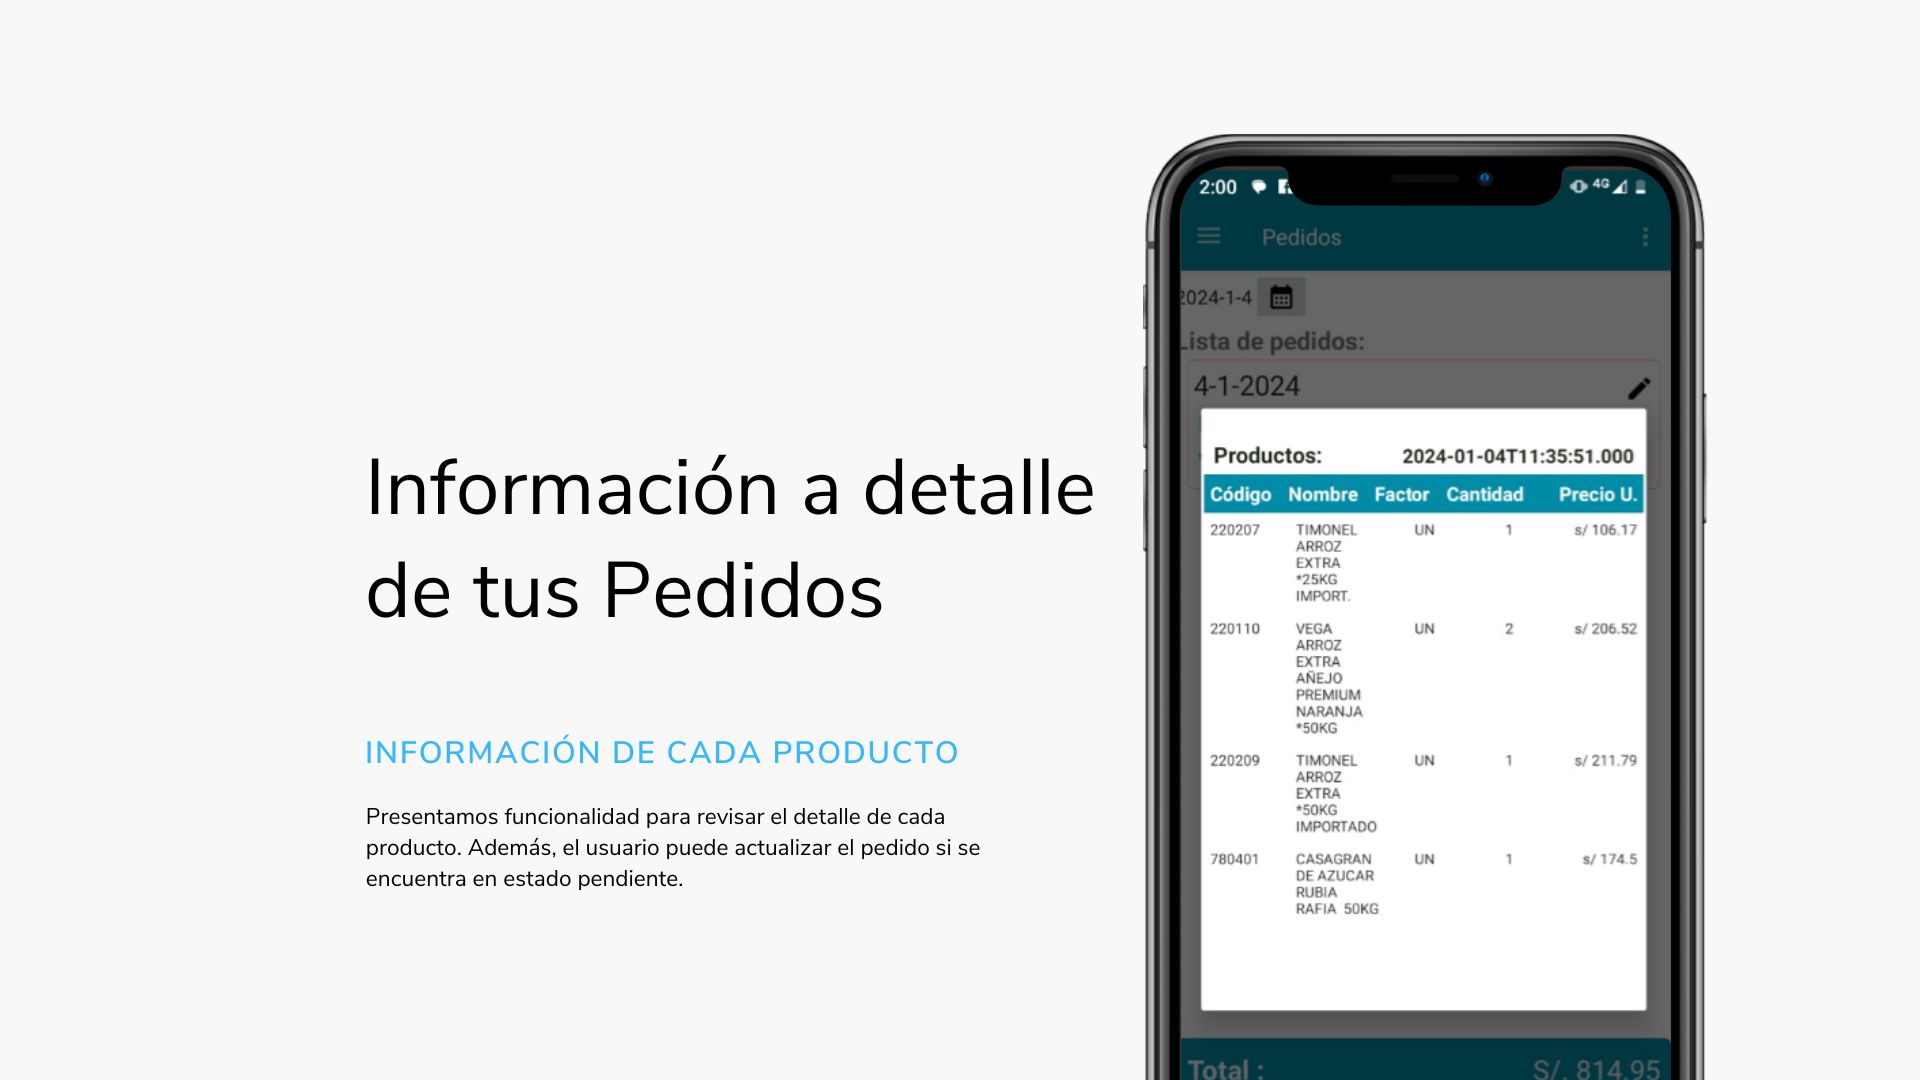 Información a detalle
de tus Pedidos
INFORMACIÓN DE CADA PRODUCTO
Presentamos funcionalidad para revisar el detalle de cada
producto. Además, el usuario puede actualizar el pedido si se
encuentra en estado pendiente.
2:00 4G
Pedidos
2024-1-4
Lista de pedidos:
4-1-2024
Productos: 2024-01-04T11:35:51.000
Código Nombre Factor Cantidad Precio U.
220207 TIMONEL UN 1 s/ 106.17
ARROZ
EXTRA
*25KG
IMPORT.
220110 VEGA UN 2 s/ 206.52
ARROZ
EXTRA
AÑEJO
PREMIUM
NARANJA
*50KG
220209 TIMONEL UN 1 s/ 211.79
ARROZ
EXTRA
*50KG
IMPORTADO
780401 CASAGRAN UN 1 s/ 174.5
DE AZUCAR
RUBIA
RAFIA 50KG
Total : S/. 814.95